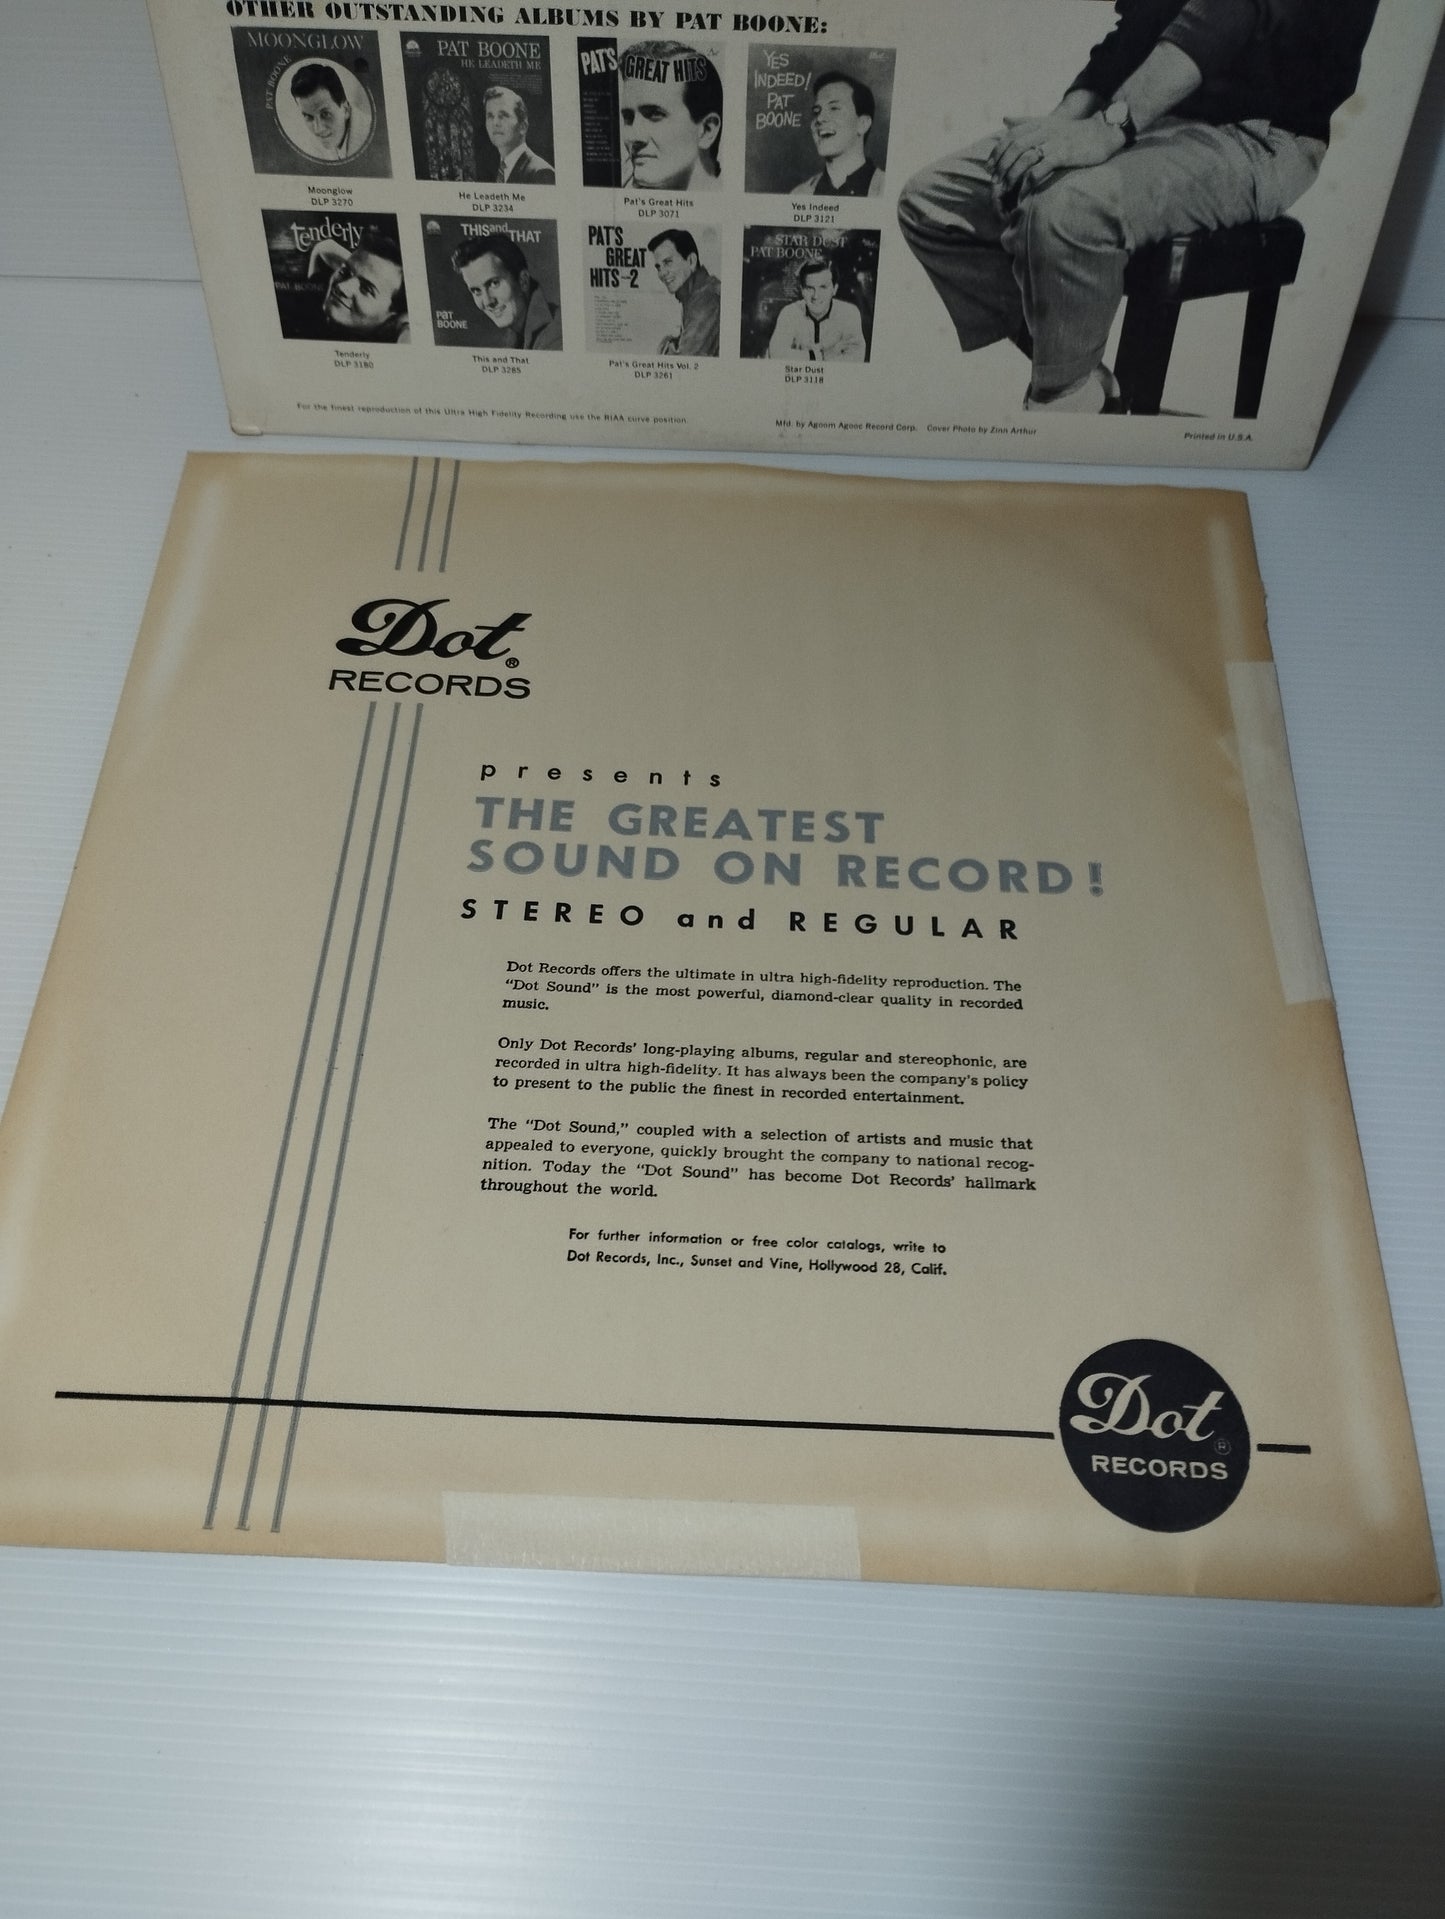 OTHER OUTSTANDING ALBUMS BY PAT BOONE:
MOONGLOW
PAT BOONE
PAT BOONE
HE LEADETH ME
PAT'S GREAT HITS
YES
INDEED!
PAT
BOONE
Moonglow
DLP 3270
He Leadeth Me
DLP 3234
Pat's Great Hits
DLP 3071
Yes Indeed
DLP 3121
tenderly
PAT BOONE
THIS and THAT
PAT
BOONE
PAT'S
GREAT
HITS-2
STAR DUST
PAT BOONE
Tenderly
DLP 3180
This and That
DLP 3285
Pat's Great Hits Vol. 2
DLP 3261
Star Dust
DLP 3118
For the finest reproduction of this Ultra High Fidelity Recording use the RIAA curve position
Mfd. by Agoom Agooc Record Corp. Cover Photo by Zinn Arthur
Printed in U.S.A.
Dot®
RECORDS
presents
THE GREATEST
SOUND ON RECORD!
STEREO and REGULAR
Dot Records offers the ultimate in ultra high-fidelity reproduction. The
"Dot Sound" is the most powerful, diamond-clear quality in recorded
music.
Only Dot Records' long-playing albums, regular and stereophonic, are
recorded in ultra high-fidelity. It has always been the company's policy
to present to the public the finest in recorded entertainment.
The "Dot Sound," coupled with a selection of artists and music that
appealed to everyone, quickly brought the company to national recog-
nition. Today the "Dot Sound" has become Dot Records' hallmark
throughout the world.
For further information or free color catalogs, write to
Dot Records, Inc., Sunset and Vine, Hollywood 28, Calif.
Dot®
RECORDS